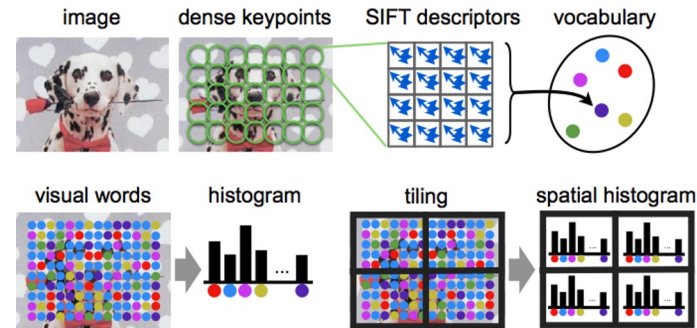 image
dense keypoints
SIFT descriptors
vocabulary
visual words
histogram
tiling
spatial histogram
...
... ...
... ...